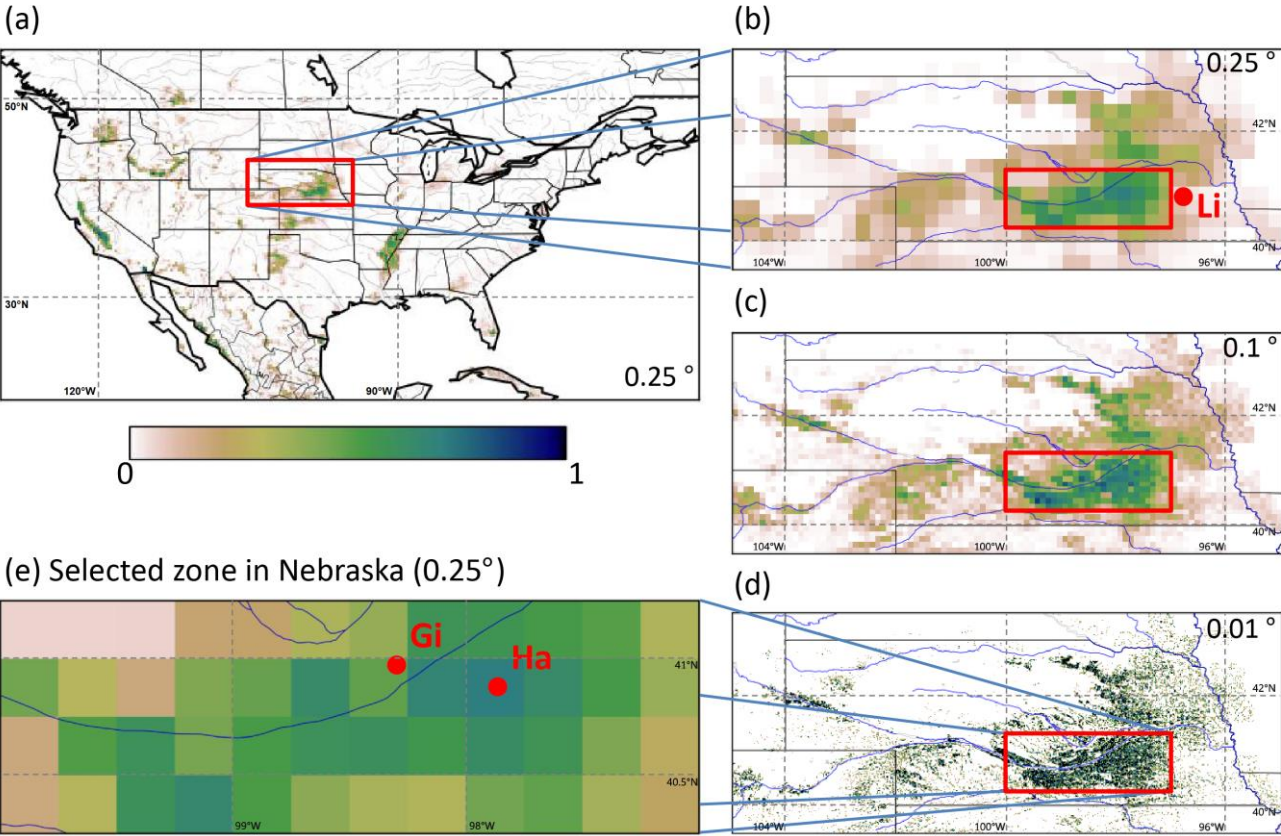 (a)
50°N
30°N
120°W
90°W
0.25 °
0
1
(b)
0.25 °
42°N
Li
40°N
104°W
100°W
96°W
(c)
0.1 °
42°N
40°N
104°W
100°W
96°W
(e) Selected zone in Nebraska (0.25°)
Gi
Ha
41°N
40.5°N
99°W
98°W
(d)
0.01 °
42°N
40°N
104°W
100°W
96°W